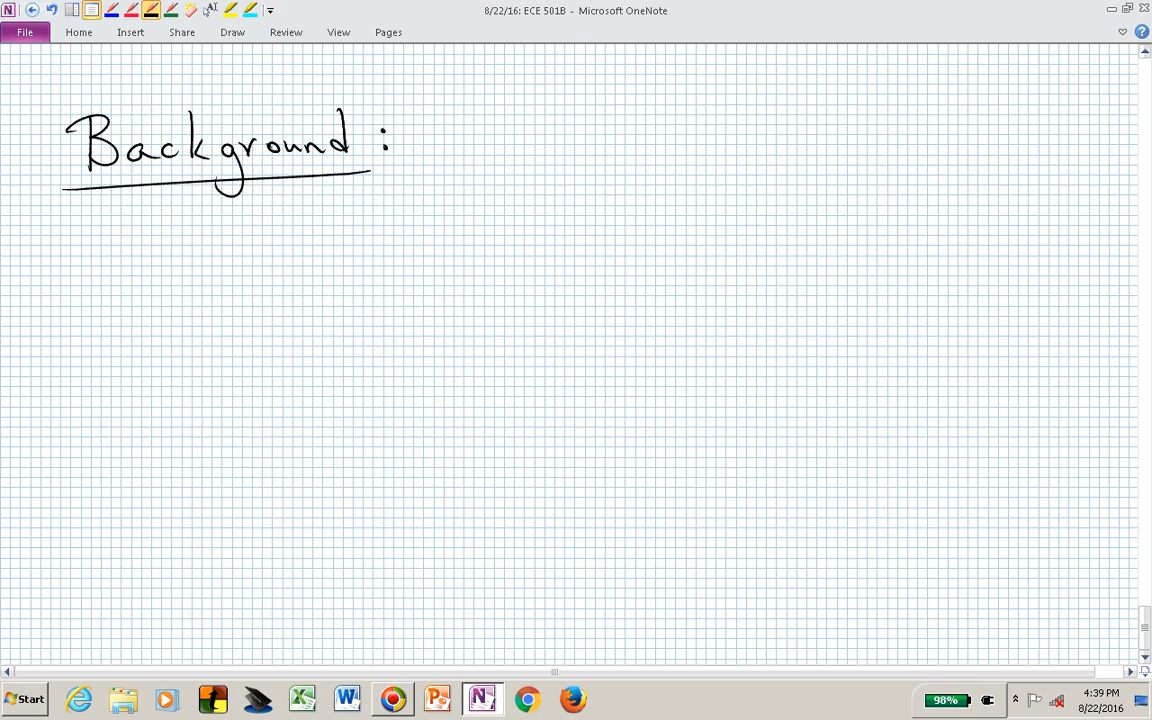 8/22/16: ECE 501B - Microsoft OneNote
File Home Insert Share Draw Review View Pages
Background :
Start
98%
4:39 PM
8/22/2016